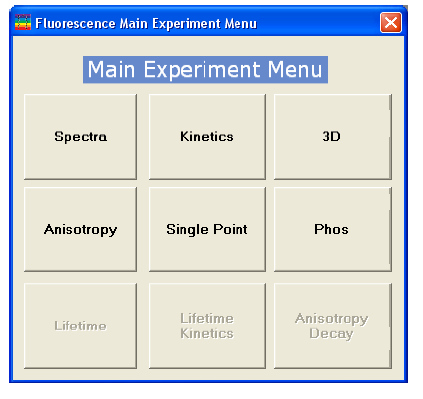 Fluorescence Main Experiment Menu
Main Experiment Menu
Spectra
Kinetics
3D
Anisotropy
Single Point
Phos
Lifetime
Lifetime
Kinetics
Anisotropy
Decay